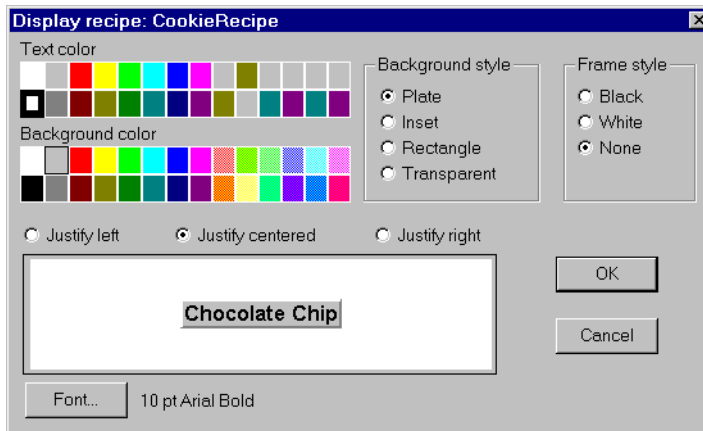 Display recipe: CookieRecipe
Text color
Background style
Frame style
Plate
Black
Inset
White
Background color
Rectangle
None
Transparent
Justify left
Justify centered
Justify right
OK
Chocolate Chip
Cancel
Font...
10 pt Arial Bold